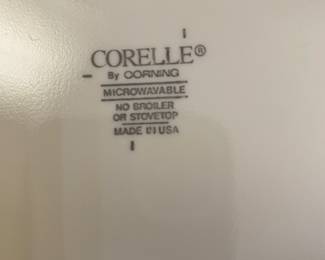 CORELLE®
By CORNING
MICROWAVABLE
NO BROILER
OR STOVETOP
MADE IN USA